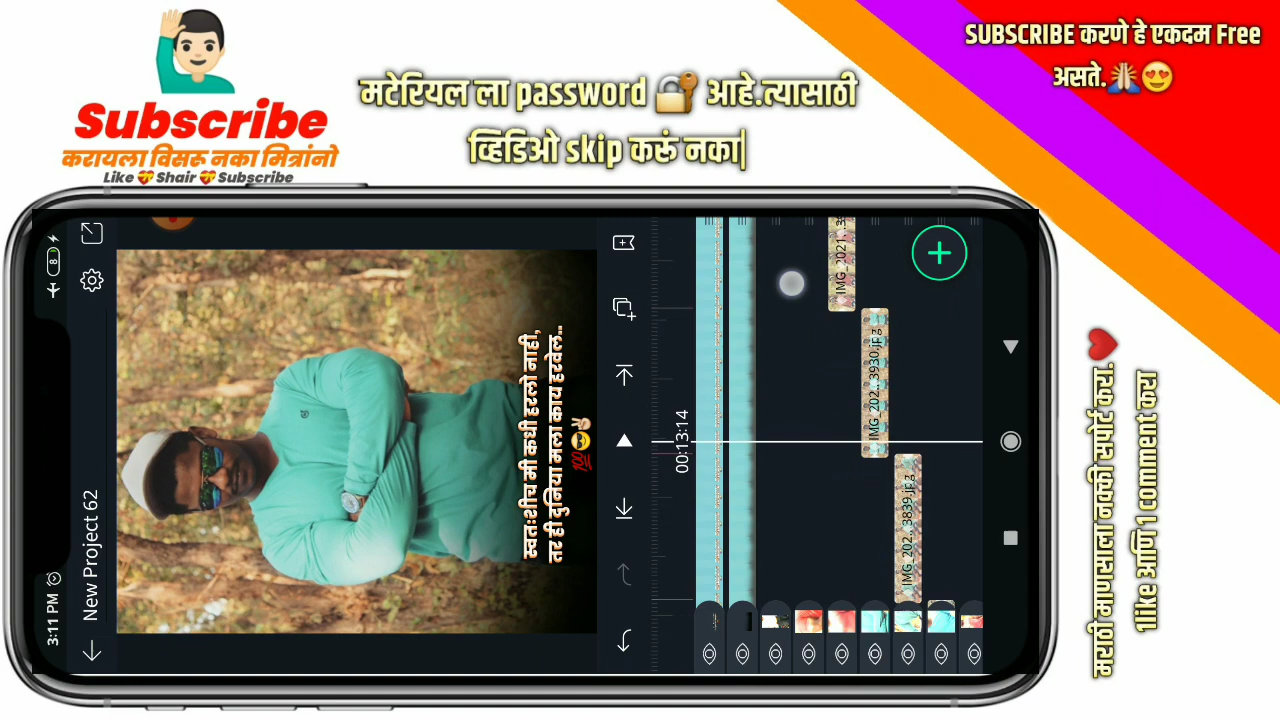 Subscribe
करायला विसरू नका मित्रांनो
Like 💝 Shair 💝 Subscribe
मटेरियल ला password 🔐 आहे.त्यासाठी
व्हिडिओ skip करूं नका|
SUBSCRIBE करणे हे एकदम Free
असते.🙏😍
3:11 PM
8
New Project 62
स्वतःशीच मी कधी हरलो नाही,
तर ही दुनिया मला काय हरवेल..
💯😎✌🏻
00:13:14
IMG_2021..3
IMG_202...3930.jpg
IMG_202...3839.jpg
मराठी माणसाला नक्की सपोर्ट करा.❤️
1like आणि 1 comment करा